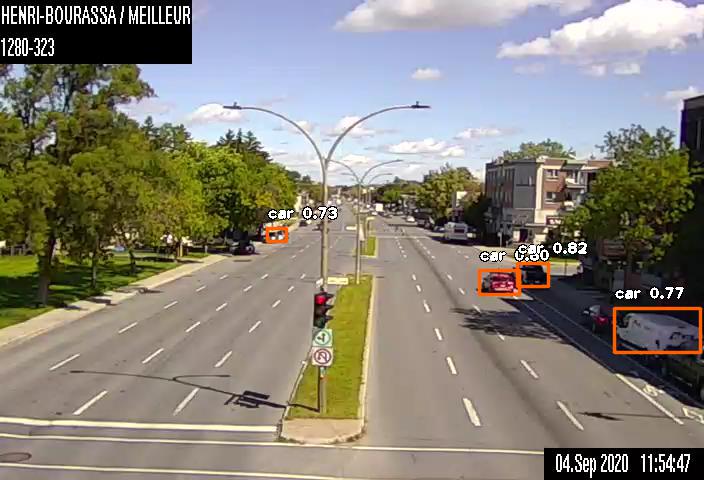 HENRI-BOURASSA / MEILLEUR
1280-323
car 0.73
car 0.80
car 0.82
car 0.77
04.Sep 2020 11:54:47